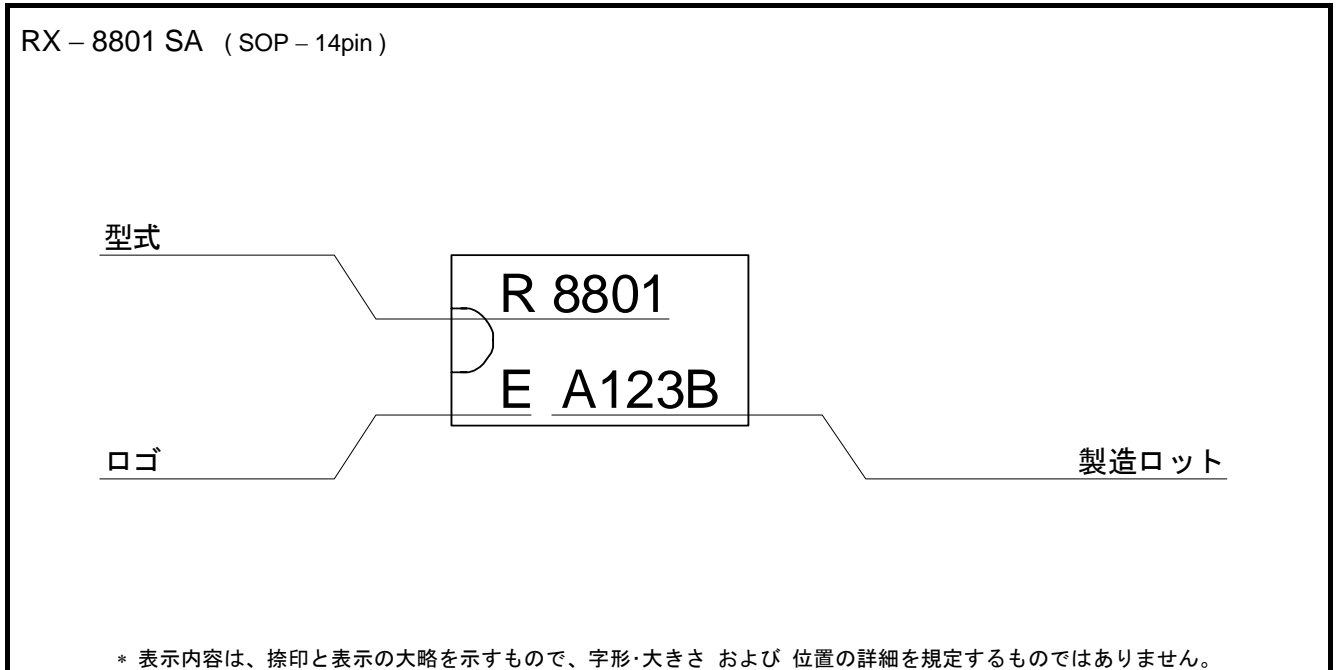 RX – 8801 SA ( SOP – 14pin )
型式
R 8801
E A123B
ロゴ
製造ロット
* 表示内容は、捺印と表示の大略を示すもので、字形･大きさ および 位置の詳細を規定するものではありません。